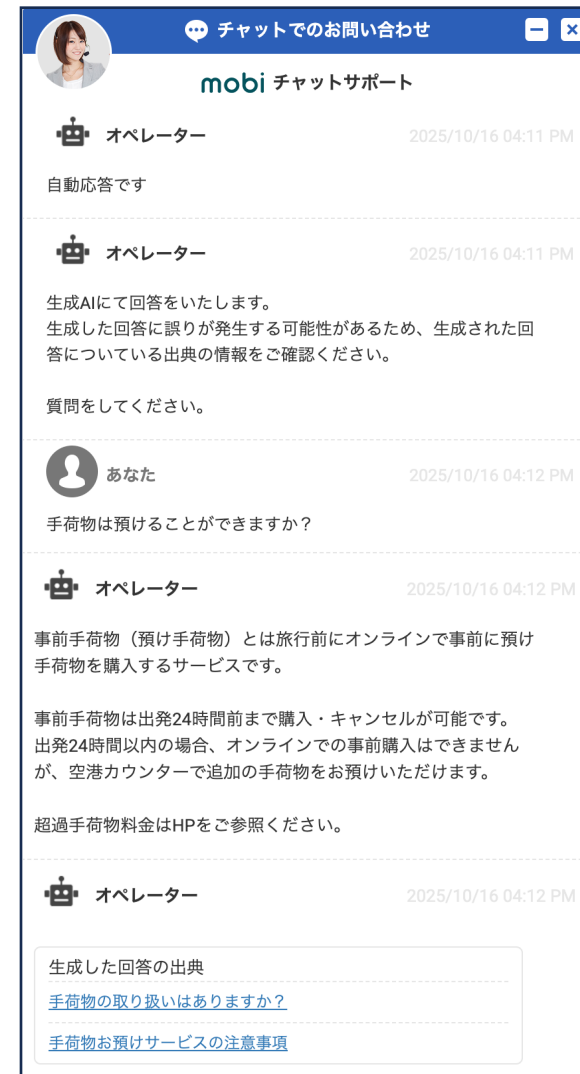 チャットでのお問い合わせ
mobi チャットサポート
オペレーター 2025/10/16 04:11 PM
自動応答です
オペレーター 2025/10/16 04:11 PM
生成AIにて回答をいたします。
生成した回答に誤りが発生する可能性があるため、生成された回
答についている出典の情報をご確認ください。
質問をしてください。
あなた 2025/10/16 04:12 PM
手荷物は預けることができますか？
オペレーター 2025/10/16 04:12 PM
事前手荷物（預け手荷物）とは旅行前にオンラインで事前に預け
手荷物を購入するサービスです。
事前手荷物は出発24時間前まで購入・キャンセルが可能です。
出発24時間以内の場合、オンラインでの事前購入はできません
が、空港カウンターで追加の手荷物をお預けいただけます。
超過手荷物料金はHPをご参照ください。
オペレーター 2025/10/16 04:12 PM
生成した回答の出典
手荷物の取り扱いはありますか？
手荷物お預けサービスの注意事項